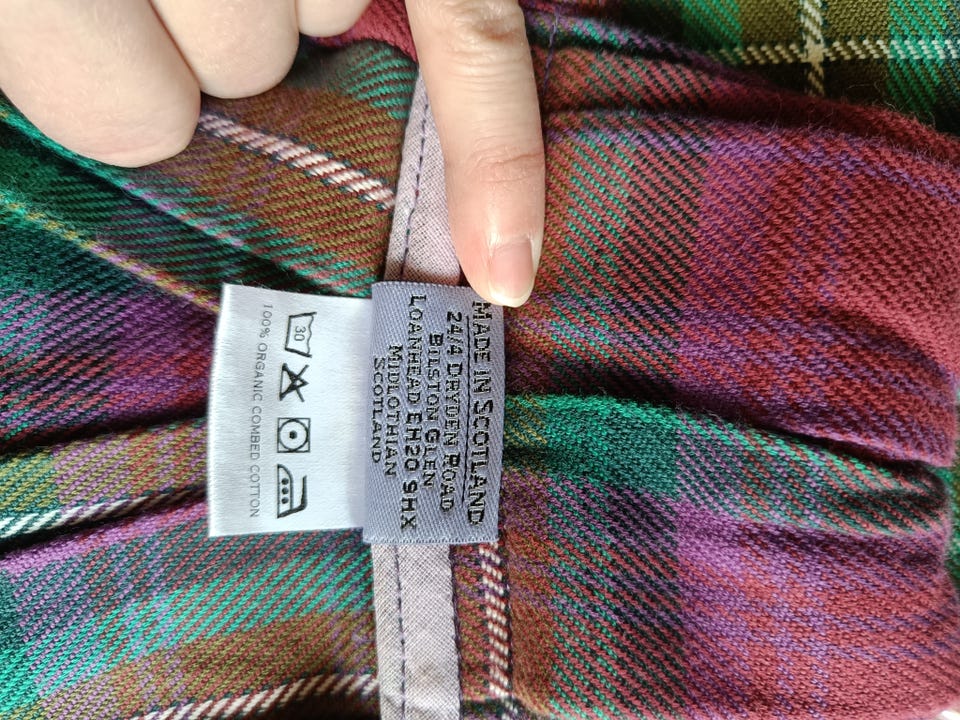 MADE IN SCOTLAND
24/4 DRYDEN ROAD
BILSTON GLEN
LOANHEAD EH20 9HX
MIDLOTHIAN
SCOTLAND
30
100% ORGANIC COMBED COTTON